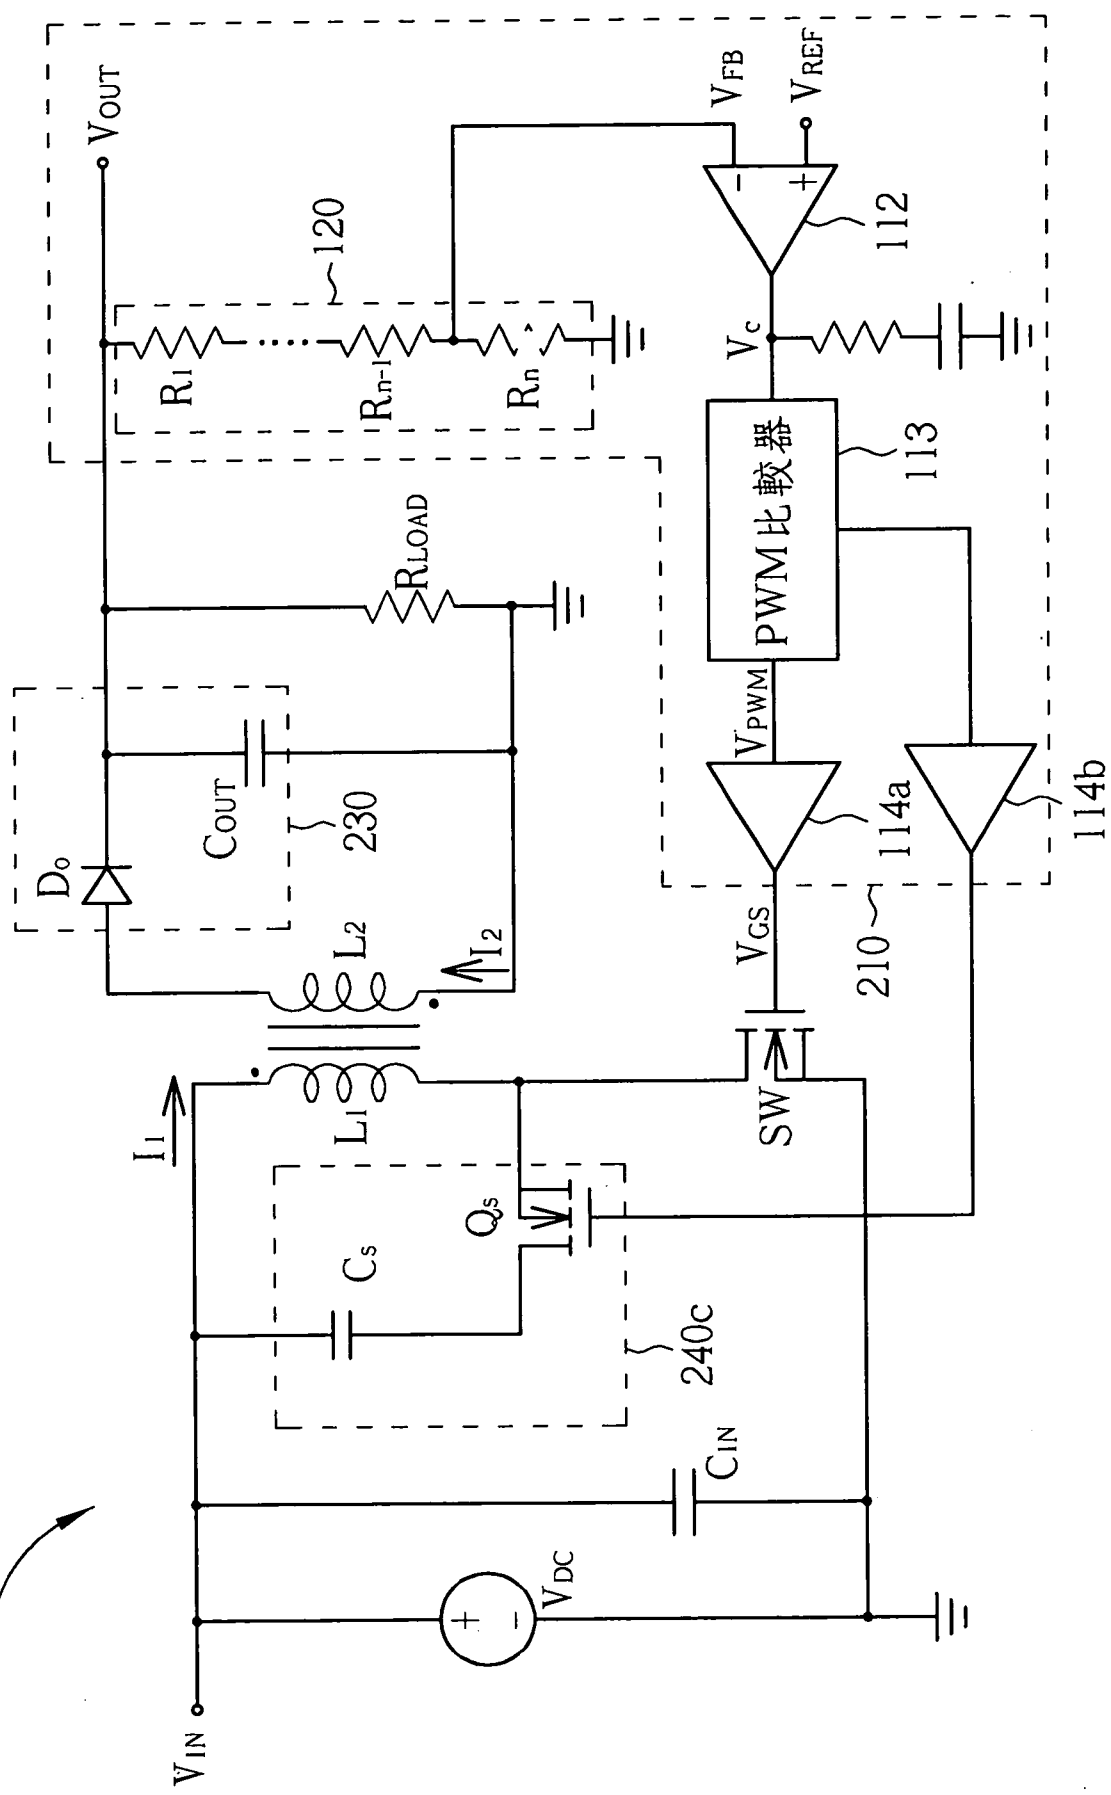 VIN
VDC
+
-
CIN
240c
Cs
Qs
I1
L1
L2
I2
SW
VGS
210
Do
COUT
230
RLOAD
VOUT
120
R1
Rn-1
Rn
VFB
VREF
-
+
112
Vc
PWM比較器
113
VPWM
114a
114b